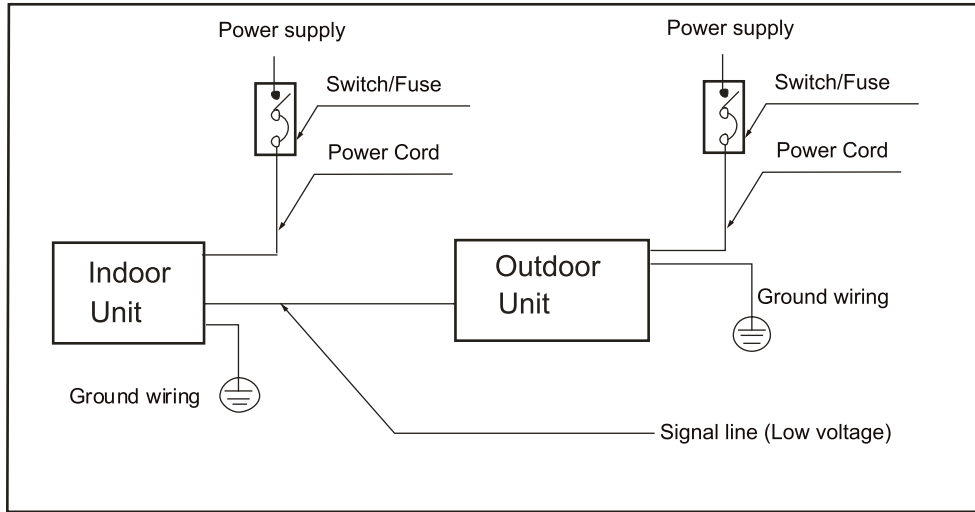 Power supply
Power supply
Switch/Fuse
Switch/Fuse
Power Cord
Power Cord
Indoor
Unit
Outdoor
Unit
Ground wiring
Ground wiring
Signal line (Low voltage)